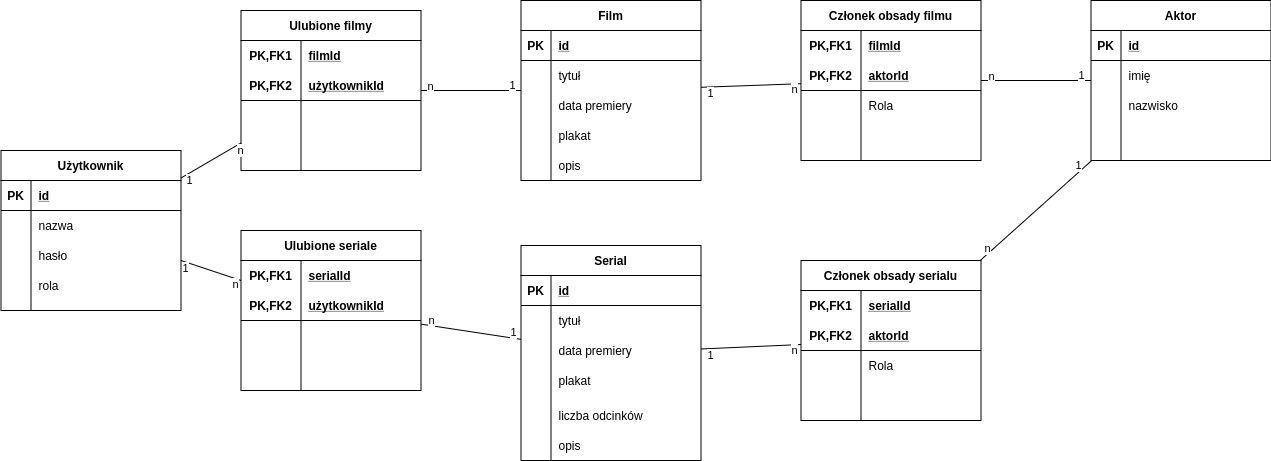 Ulubione filmy
PK,FK1 filmId
PK,FK2 użytkownikId
n
1
n
Film
PK id
tytuł
data premiery
plakat
opis
1
n
Członek obsady filmu
PK,FK1 filmId
PK,FK2 aktorId
Rola
n
1
Aktor
PK id
imię
nazwisko
1
n
Użytkownik
PK id
nazwa
hasło
rola
1
1
n
Ulubione seriale
PK,FK1 serialId
PK,FK2 użytkownikId
n
1
Serial
PK id
tytuł
data premiery
plakat
liczba odcinków
opis
1
n
Członek obsady serialu
PK,FK1 serialId
PK,FK2 aktorId
Rola